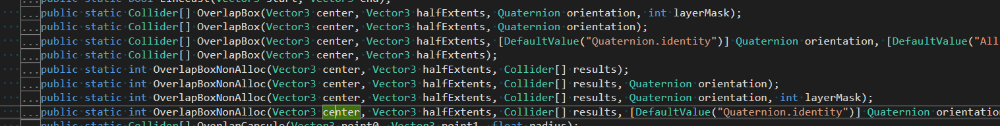 ...public static bool Linecast(Vector3 start, Vector3 end);
...public static Collider[] OverlapBox(Vector3 center, Vector3 halfExtents, Quaternion orientation, int layerMask);
...public static Collider[] OverlapBox(Vector3 center, Vector3 halfExtents, Quaternion orientation);
...public static Collider[] OverlapBox(Vector3 center, Vector3 halfExtents, [DefaultValue("Quaternion.identity")] Quaternion orientation, [DefaultValue("All
...public static Collider[] OverlapBox(Vector3 center, Vector3 halfExtents);
...public static int OverlapBoxNonAlloc(Vector3 center, Vector3 halfExtents, Collider[] results);
...public static int OverlapBoxNonAlloc(Vector3 center, Vector3 halfExtents, Collider[] results, Quaternion orientation);
...public static int OverlapBoxNonAlloc(Vector3 center, Vector3 halfExtents, Collider[] results, Quaternion orientation, int layerMask);
...public static int OverlapBoxNonAlloc(Vector3 center, Vector3 halfExtents, Collider[] results, [DefaultValue("Quaternion.identity")] Quaternion orientatio
...public static Collider[] OverlapCapsule(Vector3 point0, Vector3 point1, float radius);